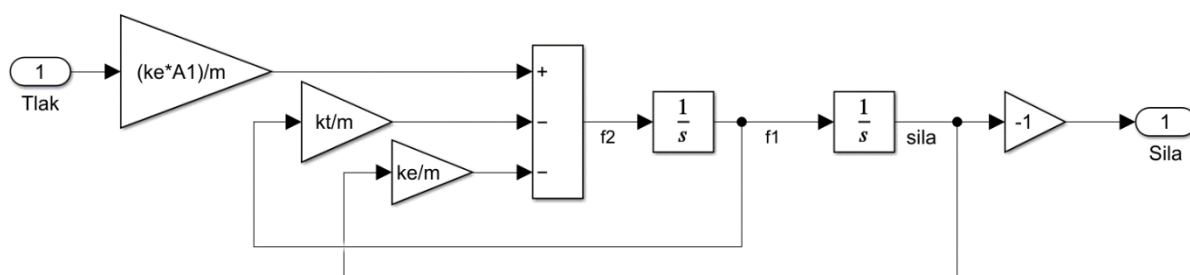 1
Tlak
(ke*A1)/m
kt/m
ke/m
+
−
−
f2
1
s
f1
1
s
sila
-1
1
Sila